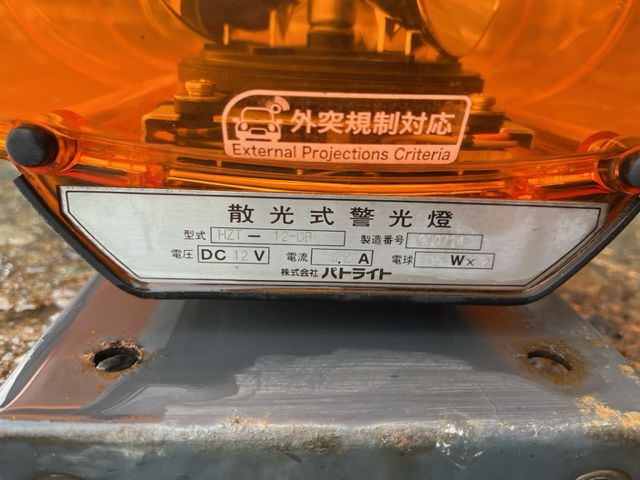 外突規制対応
External Projections Criteria
散光式警光燈
型式 HZT-12-DB 製造番号
電圧 DC 12 V 電流 A 電球 W×2
株式会社 パトライト